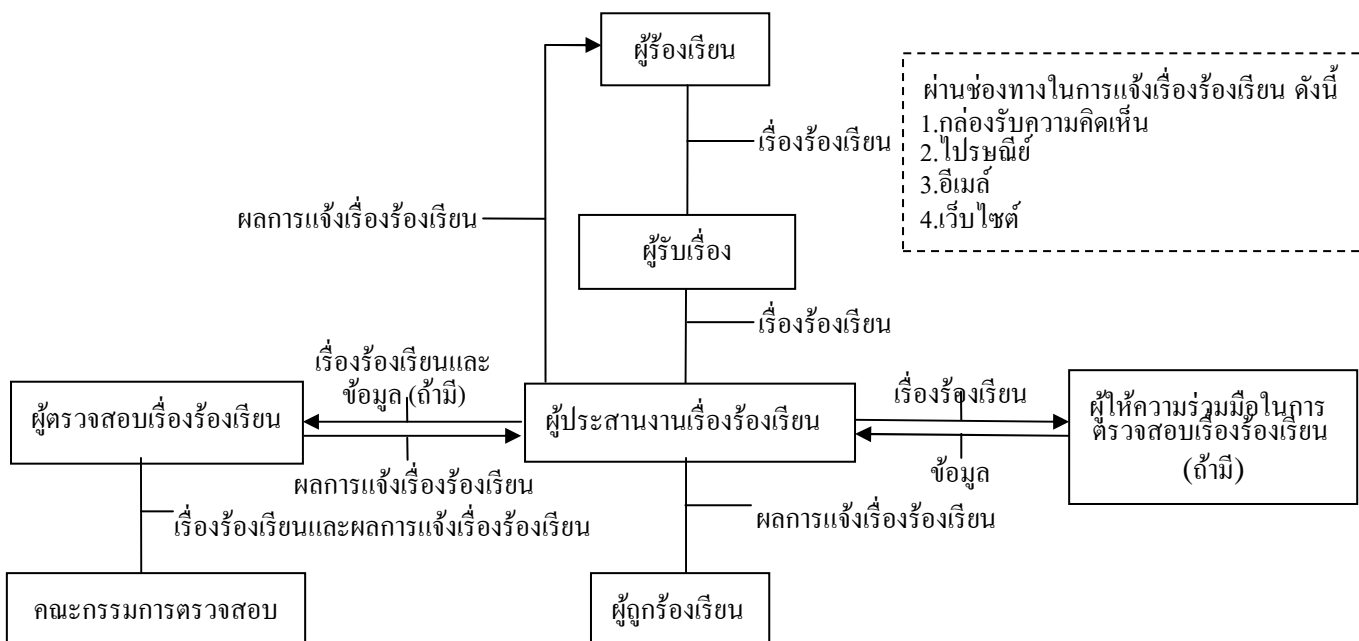 ผู้ร้องเรียน
ผ่านช่องทางในการแจ้งเรื่องร้องเรียน ดังนี้
1.กล่องรับความคิดเห็น
2.ไปรษณีย์
3.อีเมล์
4.เว็บไซต์
เรื่องร้องเรียน
ผลการแจ้งเรื่องร้องเรียน
ผู้รับเรื่อง
เรื่องร้องเรียน
เรื่องร้องเรียนและ
ข้อมูล (ถ้ามี)
เรื่องร้องเรียน
ผู้ตรวจสอบเรื่องร้องเรียน
ผู้ประสานงานเรื่องร้องเรียน
ผู้ให้ความร่วมมือในการ
ตรวจสอบเรื่องร้องเรียน
(ถ้ามี)
ผลการแจ้งเรื่องร้องเรียน
ข้อมูล
เรื่องร้องเรียนและผลการแจ้งเรื่องร้องเรียน
ผลการแจ้งเรื่องร้องเรียน
คณะกรรมการตรวจสอบ
ผู้ถูกร้องเรียน